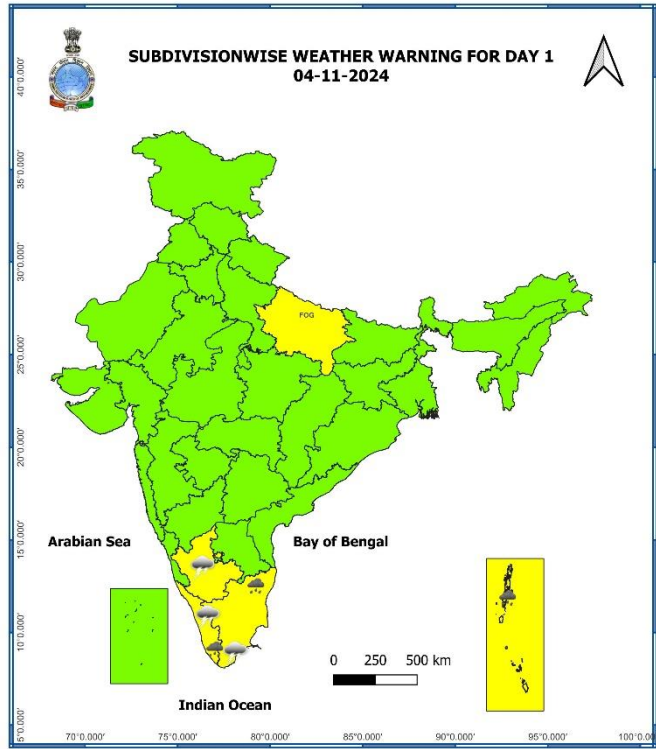 SUBDIVISIONWISE WEATHER WARNING FOR DAY 1
04-11-2024
40°0.000'
35°0.000'
30°0.000'
25°0.000'
20°0.000'
15°0.000'
10°0.000'
5°0.000'
FOG
Arabian Sea
Bay of Bengal
0 250 500 km
Indian Ocean
70°0.000' 75°0.000' 80°0.000' 85°0.000' 90°0.000' 95°0.000' 100°0.000'